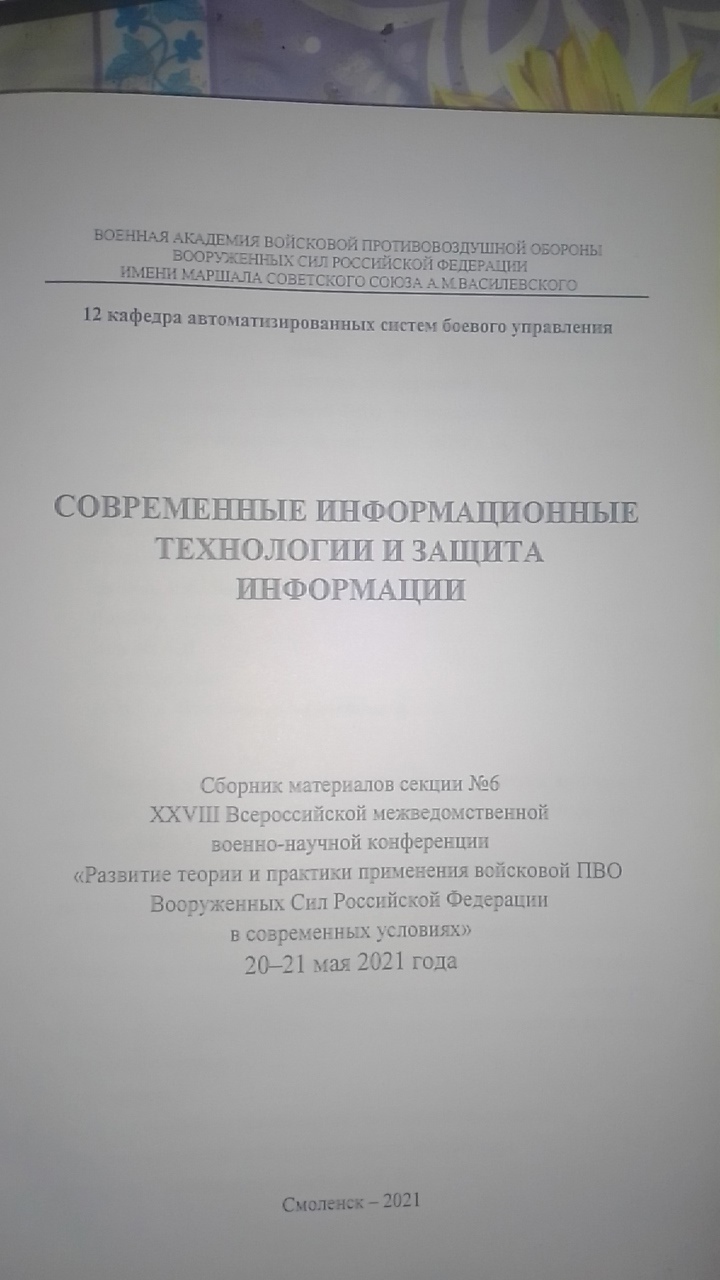 ВОЕННАЯ АКАДЕМИЯ ВОЙСКОВОЙ ПРОТИВОВОЗДУШНОЙ ОБОРОНЫ
ВООРУЖЕННЫХ СИЛ РОССИЙСКОЙ ФЕДЕРАЦИИ
ИМЕНИ МАРШАЛА СОВЕТСКОГО СОЮЗА А.М.ВАСИЛЕВСКОГО
12 кафедра автоматизированных систем боевого управления
СОВРЕМЕННЫЕ ИНФОРМАЦИОННЫЕ
ТЕХНОЛОГИИ И ЗАЩИТА
ИНФОРМАЦИИ
Сборник материалов секции №6
XXVIII Всероссийской межведомственной
военно-научной конференции
«Развитие теории и практики применения войсковой ПВО
Вооруженных Сил Российской Федерации
в современных условиях»
20–21 мая 2021 года
Смоленск – 2021